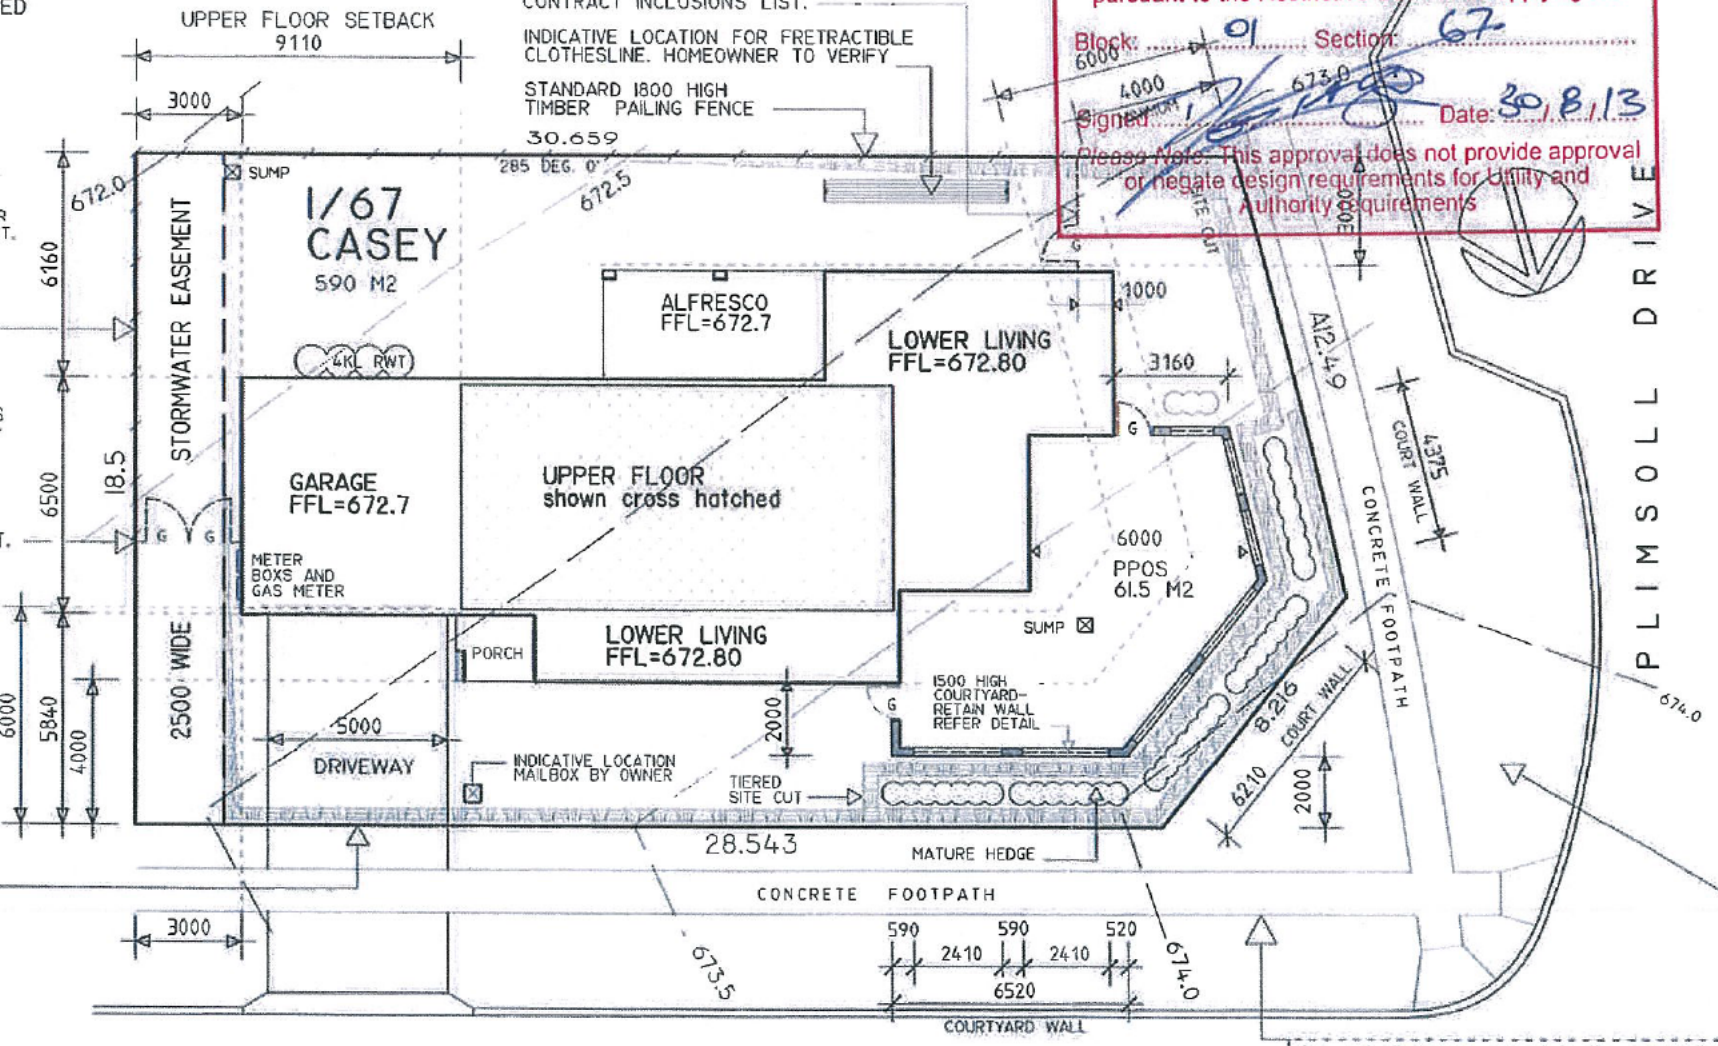 ED
UPPER FLOOR SETBACK
9110
3000
CONTRACT INCLUSIONS LIST.
INDICATIVE LOCATION FOR FRETRACTIBLE
CLOTHESLINE. HOMEOWNER TO VERIFY
STANDARD 1800 HIGH
TIMBER PAILING FENCE
30.659
285 DEG. 0'
Block: 01 Section: 67
6000
4000
673.0
Signed Date: 30/8/13
Please Note: This approval does not provide approval
or negate design requirements for Utility and
Authority requirements
3000
672.0
SUMP
672.5
1/67
CASEY
590 M2
6160
STORMWATER EASEMENT
2500 WIDE
ALFRESCO
FFL=672.7
LOWER LIVING
FFL=672.80
G
1000
3160
A12.449
4375
COURT WALL
PLIMSOLL DRIVE
4KL RWT
18.5
6500
GARAGE
FFL=672.7
UPPER FLOOR
shown cross hatched
G
G G
T.
METER
BOXS AND
GAS METER
6000
PPOS
61.5 M2
SUMP
CONCRETE FOOTPATH
PORCH
LOWER LIVING
FFL=672.80
1500 HIGH
COURTYARD-
RETAIN WALL
REFER DETAIL
G
2000
6000
5840
4000
5000
DRIVEWAY
INDICATIVE LOCATION
MAILBOX BY OWNER
TIERED
SITE CUT
8.216
COURT WALL
6210
2000
674.0
28.543
MATURE HEDGE
CONCRETE FOOTPATH
3000
673.5
590 590 520
2410 2410
6520
COURTYARD WALL
674.0